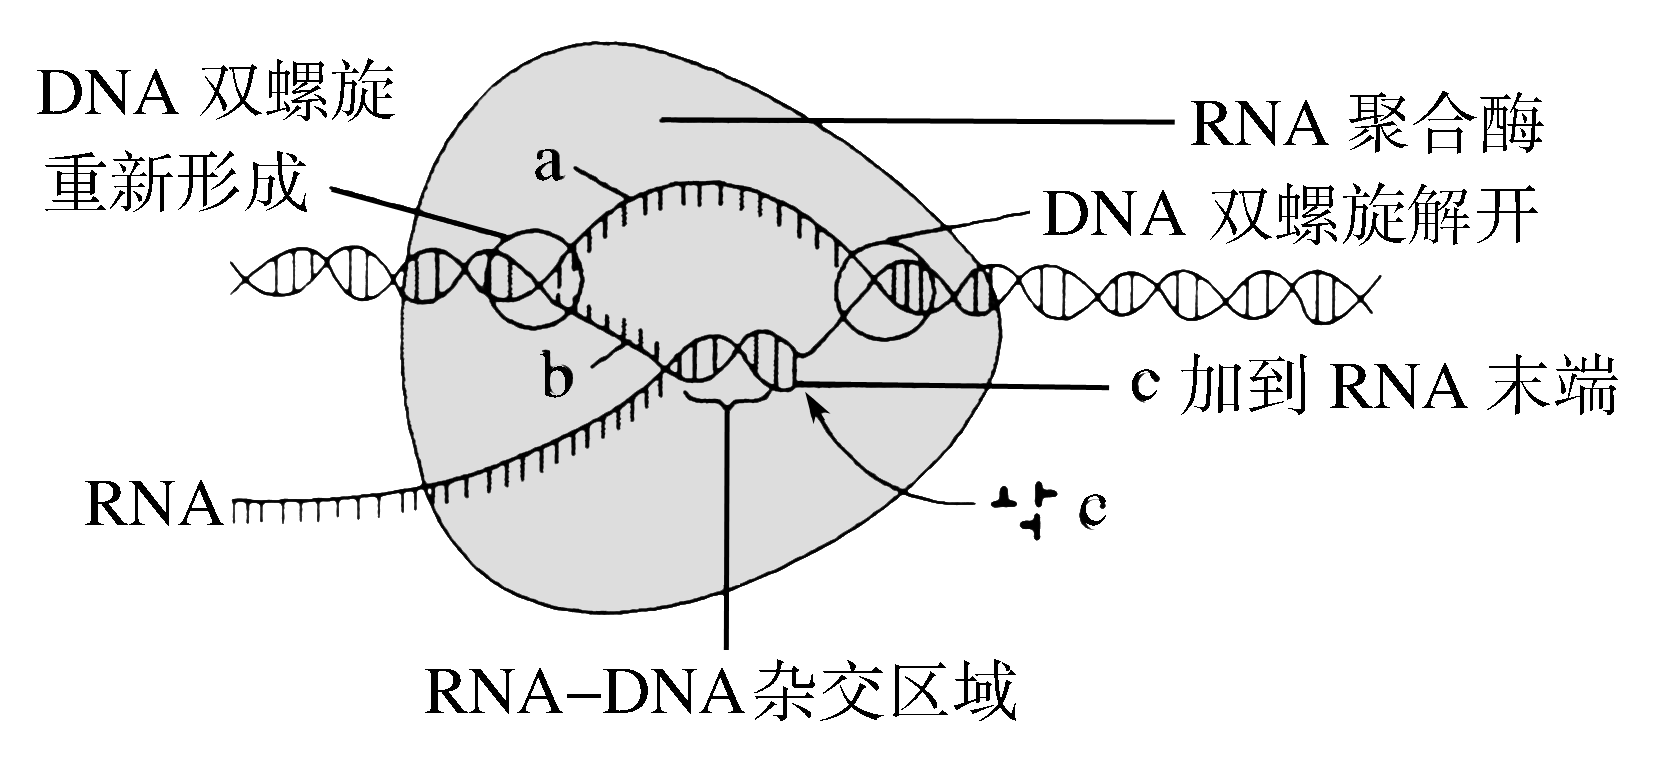 DNA 双螺旋
重新形成
a
RNA 聚合酶
DNA 双螺旋解开
b
c 加到 RNA 末端
RNA
c
RNA-DNA杂交区域